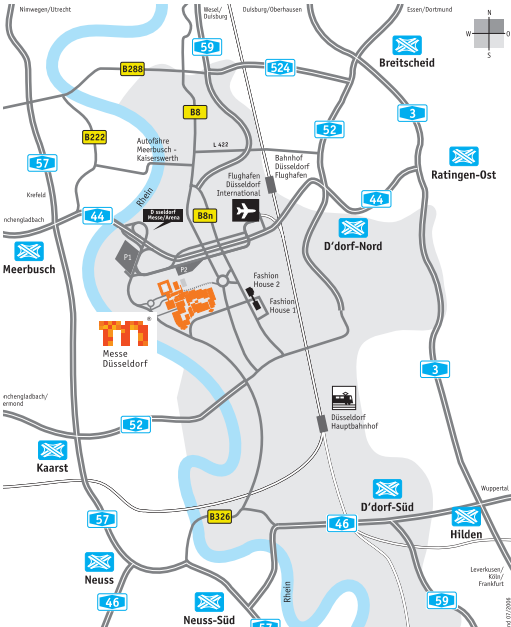 Nimwegen/Utrecht
Wesel/
Duisburg
Duisburg/Oberhausen
Essen/Dortmund
N
W
O
S
59
Breitscheid
B288
524
B8
3
52
B222
L 422
Autofähre
Meerbusch -
Kaiserswerth
Bahnhof
Düsseldorf
Flughafen
57
Ratingen-Ost
Flughafen
Düsseldorf
International
Krefeld
Rhein
44
44
D sseldorf
Messe/Arena
B8n
nchengladbach
D'dorf-Nord
Meerbusch
P1
P2
Fashion
House 2
Fashion
House 1
®
Messe
Düsseldorf
3
nchengladbach/
ermond
52
Düsseldorf
Hauptbahnhof
Kaarst
D'dorf-Süd
Wuppertal
57
B326
46
Hilden
Neuss
Leverkusen/
Köln/
Frankfurt
Rhein
46
Neuss-Süd
59
57
nd 07/2006